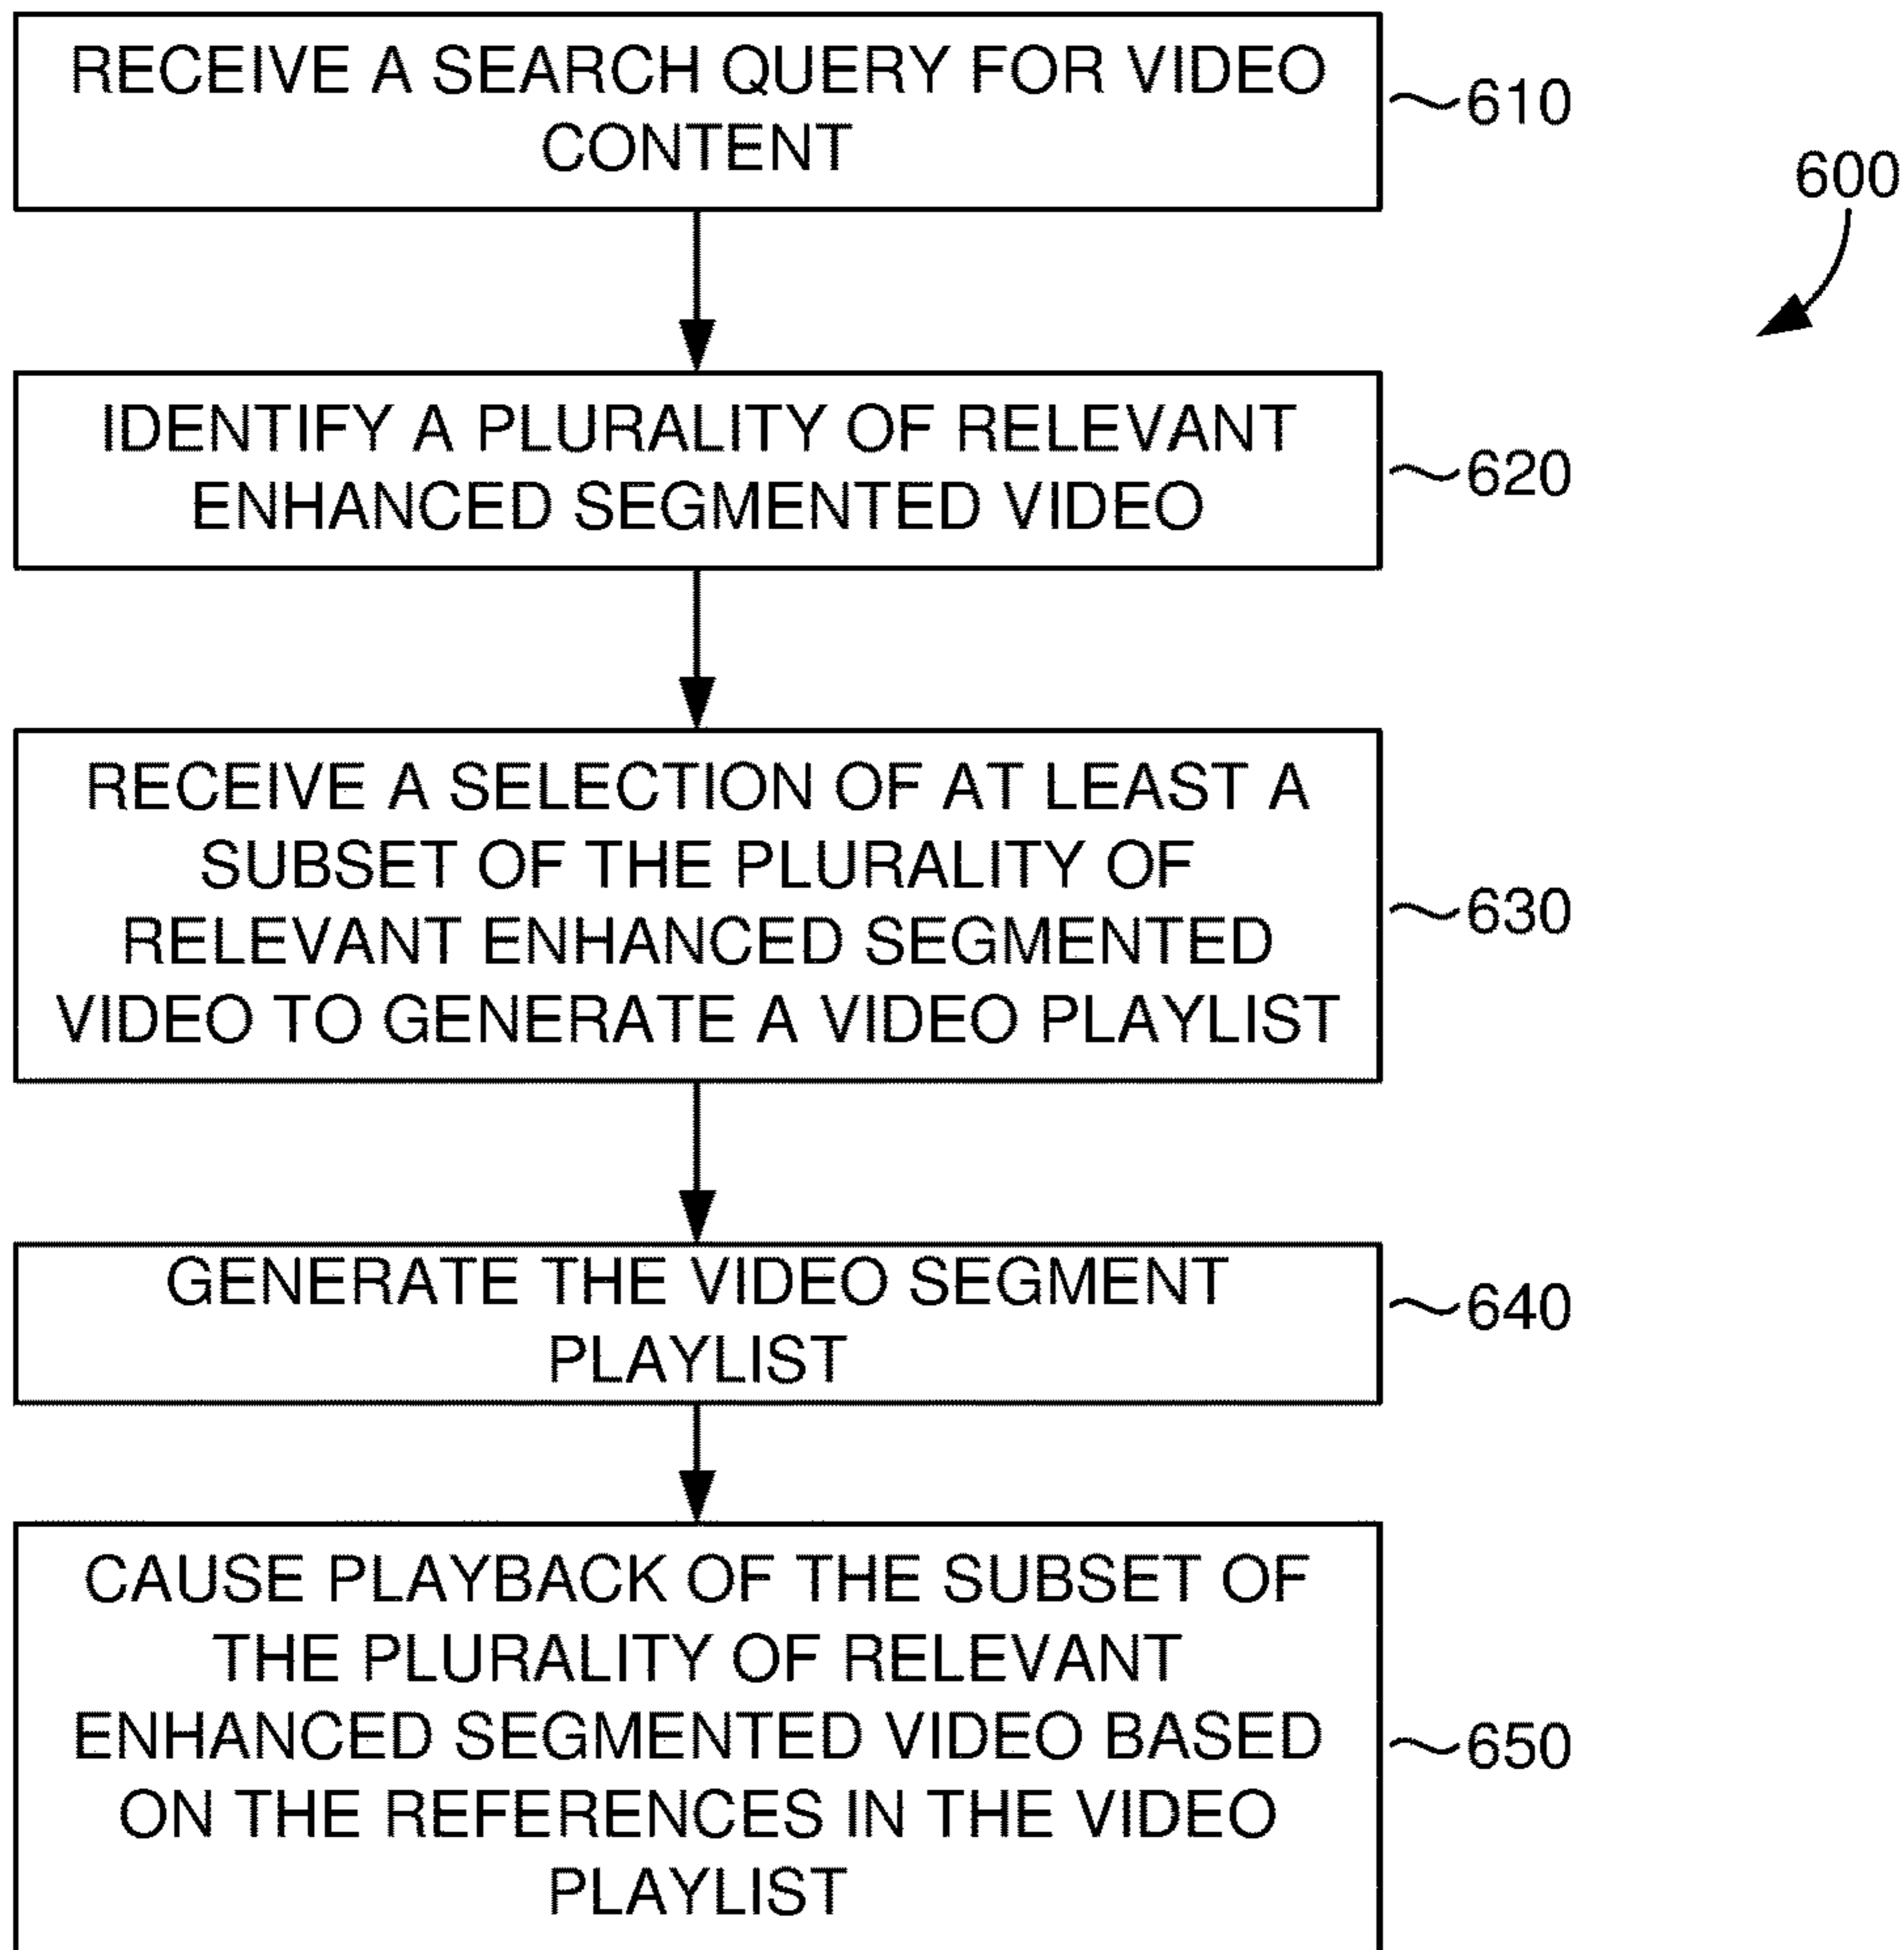 RECEIVE A SEARCH QUERY FOR VIDEO
CONTENT
610
600
IDENTIFY A PLURALITY OF RELEVANT
ENHANCED SEGMENTED VIDEO
620
RECEIVE A SELECTION OF AT LEAST A
SUBSET OF THE PLURALITY OF
RELEVANT ENHANCED SEGMENTED
VIDEO TO GENERATE A VIDEO PLAYLIST
630
GENERATE THE VIDEO SEGMENT
PLAYLIST
640
CAUSE PLAYBACK OF THE SUBSET OF
THE PLURALITY OF RELEVANT
ENHANCED SEGMENTED VIDEO BASED
ON THE REFERENCES IN THE VIDEO
PLAYLIST
650